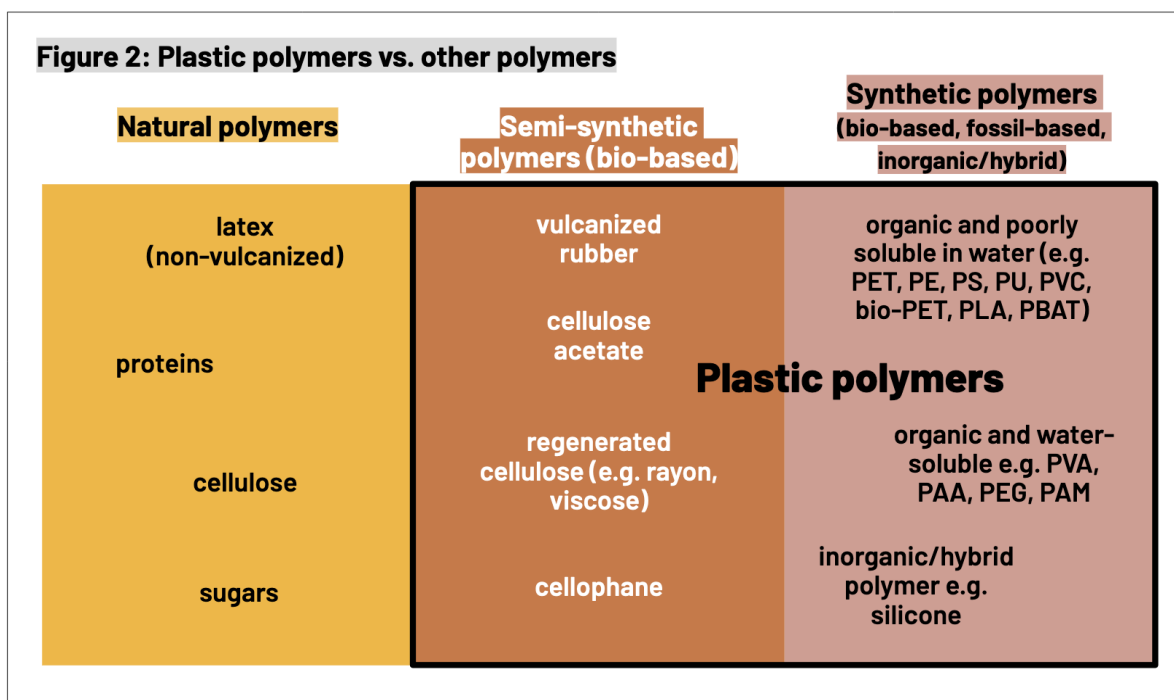 Figure 2: Plastic polymers vs. other polymers
Natural polymers
Semi-synthetic
polymers (bio-based)
Synthetic polymers
(bio-based, fossil-based,
inorganic/hybrid)
latex
(non-vulcanized)
proteins
cellulose
sugars
vulcanized
rubber
cellulose
acetate
regenerated
cellulose (e.g. rayon,
viscose)
cellophane
Plastic polymers
organic and poorly
soluble in water (e.g.
PET, PE, PS, PU, PVC,
bio-PET, PLA, PBAT)
organic and water-
soluble e.g. PVA,
PAA, PEG, PAM
inorganic/hybrid
polymer e.g.
silicone